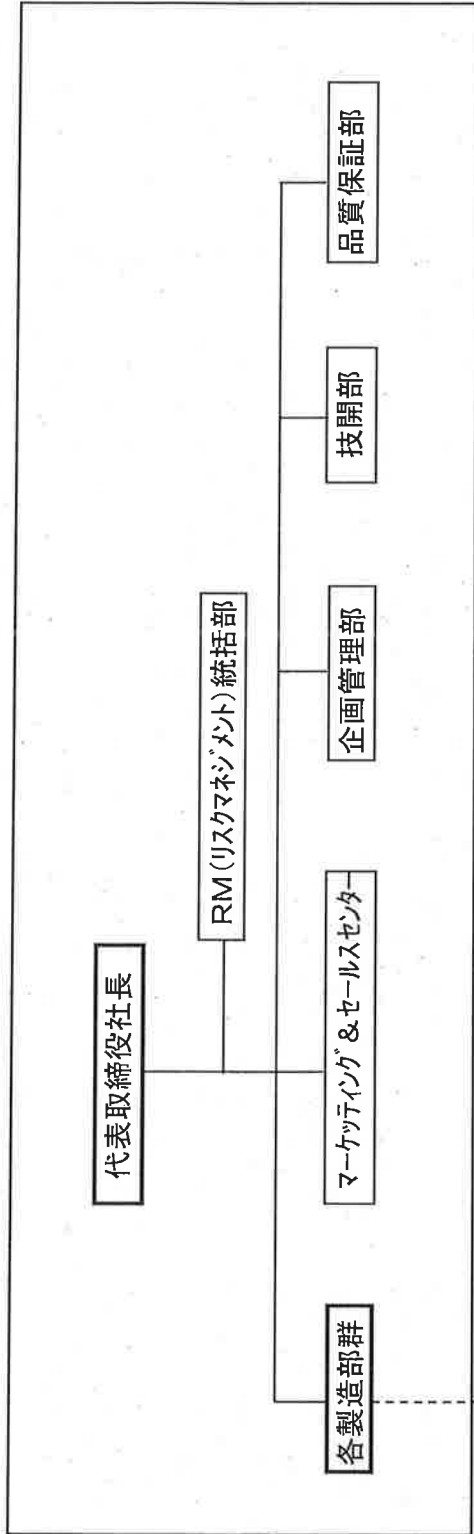 代表取締役社長
RM(リスクマネジメント)統括部
各製造部群
マーケッティング&セールスセンター
企画管理部
技開部
品質保証部